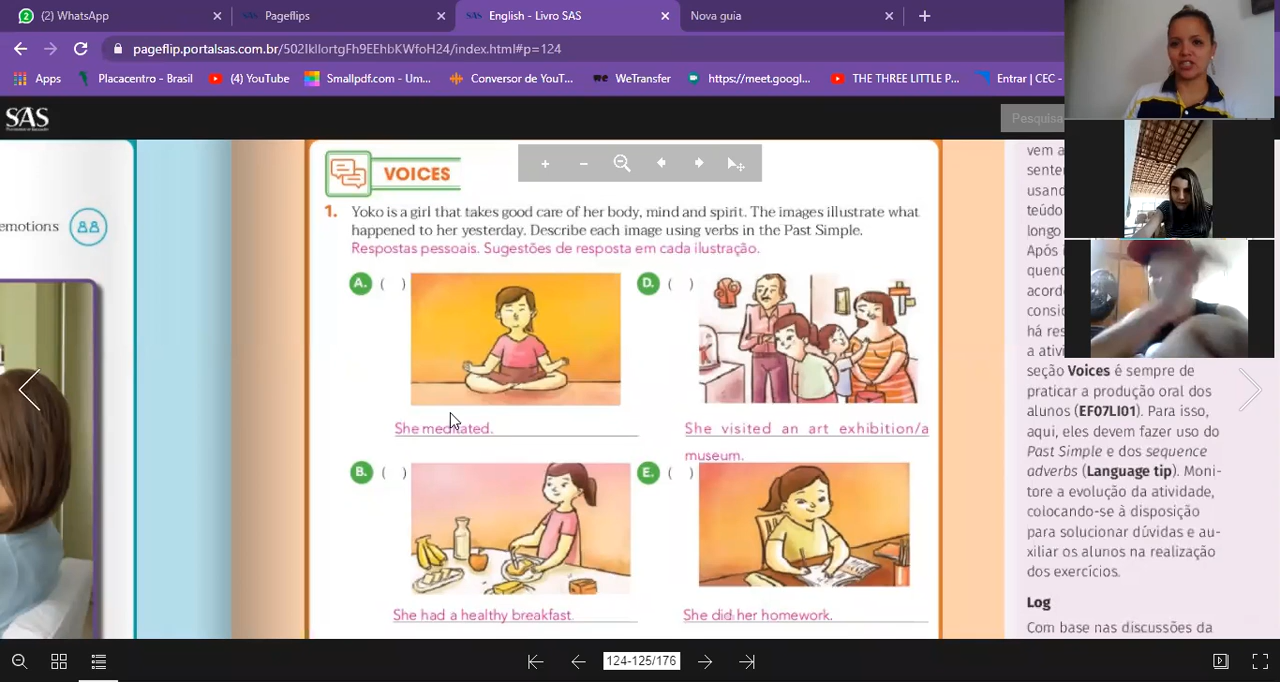 (2) WhatsApp
Pageflips
English - Livro SAS
Nova guia
pageflip.portalsas.com.br/502IkllortgFh9EEhbKWfoH24/index.html#p=124
Apps
Placacentro - Brasil
(4) YouTube
Smallpdf.com - Um...
Conversor de YouT...
WeTransfer
https://meet.googl...
THE THREE LITTLE P...
Entrar | CEC -
SAS
Pesquisa
emotions
VOICES
1. Yoko is a girl that takes good care of her body, mind and spirit. The images illustrate what
happened to her yesterday. Describe each image using verbs in the Past Simple.
Respostas pessoais. Sugestões de resposta em cada ilustração.
A. ( )
She meditated.
B. ( )
She had a healthy breakfast.
D. ( )
She visited an art exhibition/a
museum.
E. ( )
She did her homework.
vem a
senten
usand
teúdo
longo
Após
quenc
acord
consi
há res
a ativi
seção Voices é sempre de
praticar a produção oral dos
alunos (EF07LI01). Para isso,
aqui, eles devem fazer uso do
Past Simple e dos sequence
adverbs (Language tip). Moni-
tore a evolução da atividade,
colocando-se à disposição
para solucionar dúvidas e au-
xiliar os alunos na realização
dos exercícios.
Log
Com base nas discussões da
124-125/176